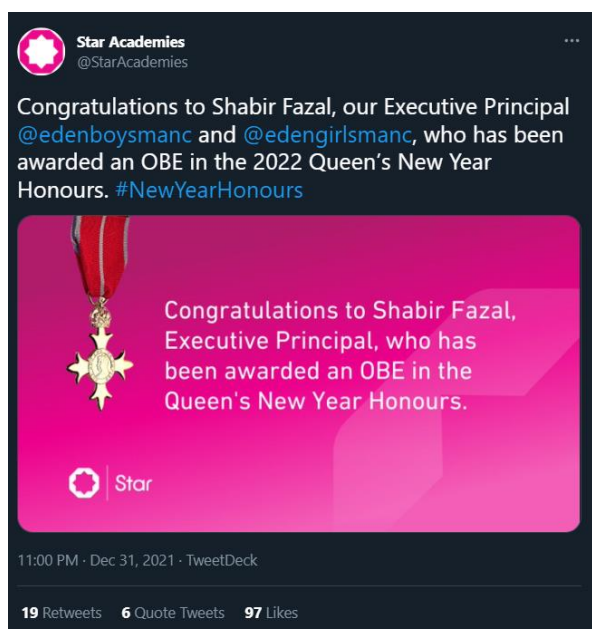 Star Academies
@StarAcademies
Congratulations to Shabir Fazal, our Executive Principal
@edenboysmanc and @edengirlsmanc, who has been
awarded an OBE in the 2022 Queen’s New Year
Honours. #NewYearHonours
Congratulations to Shabir Fazal,
Executive Principal, who has
been awarded an OBE in the
Queen's New Year Honours.
Star
11:00 PM · Dec 31, 2021 · TweetDeck
19 Retweets 6 Quote Tweets 97 Likes